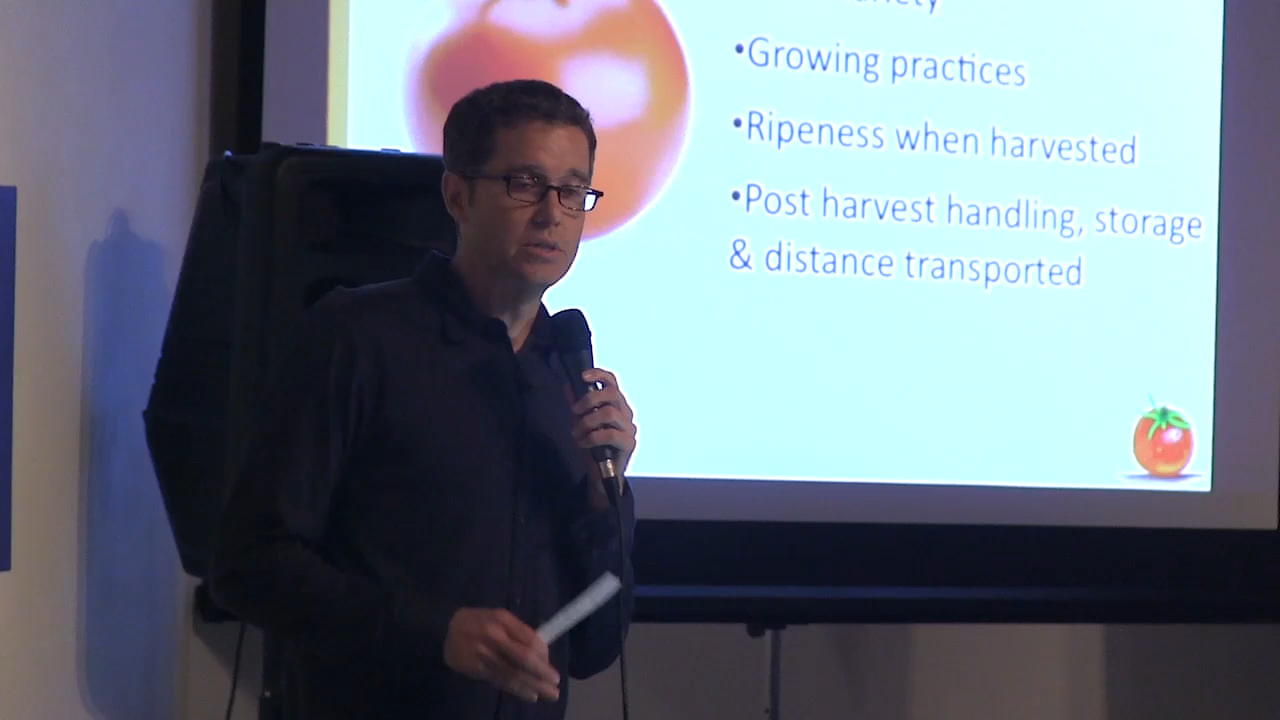 •Growing practices
•Ripeness when harvested
•Post harvest handling, storage
& distance transported